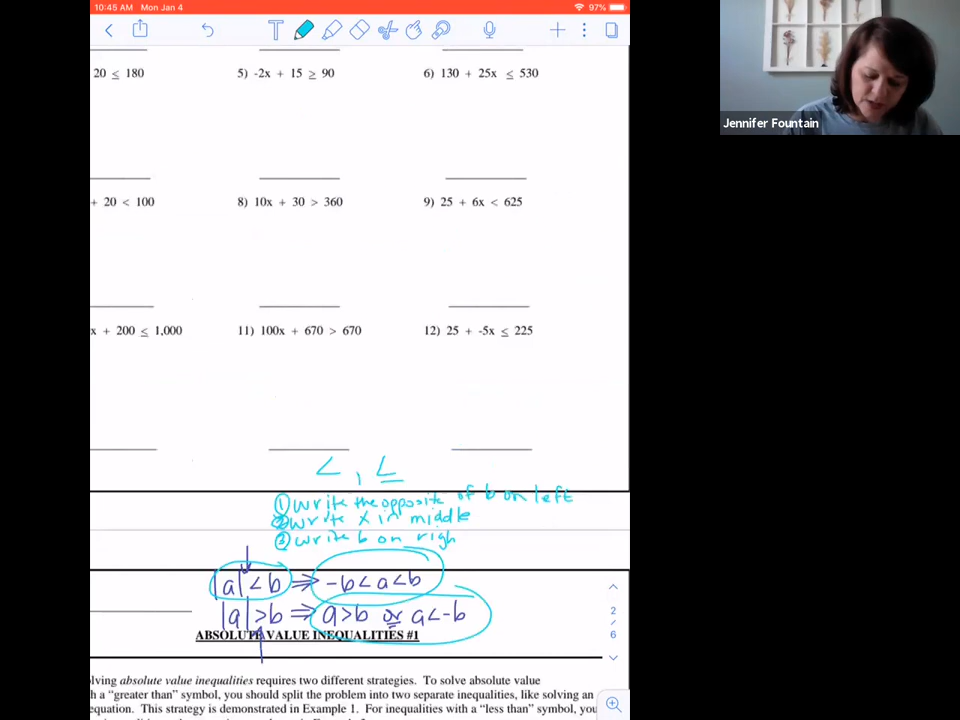 10:45 AM Mon Jan 4
97%
T
20 ≤ 180
5) -2x + 15 ≥ 90
6) 130 + 25x ≤ 530
+ 20 < 100
8) 10x + 30 > 360
9) 25 + 6x < 625
x + 200 ≤ 1,000
11) 100x + 670 > 670
12) 25 + -5x ≤ 225
<, ≤
① write the opposite of b on left
② write x in middle
③ write b on righ
|a| < b ⇒ -b < a < b
|a| > b ⇒ a > b or a < -b
ABSOLUTE VALUE INEQUALITIES #1
lving absolute value inequalities requires two different strategies. To solve absolute value
h a "greater than" symbol, you should split the problem into two separate inequalities, like solving an
equation. This strategy is demonstrated in Example 1. For inequalities with a "less than" symbol, you
2
/
6
Jennifer Fountain